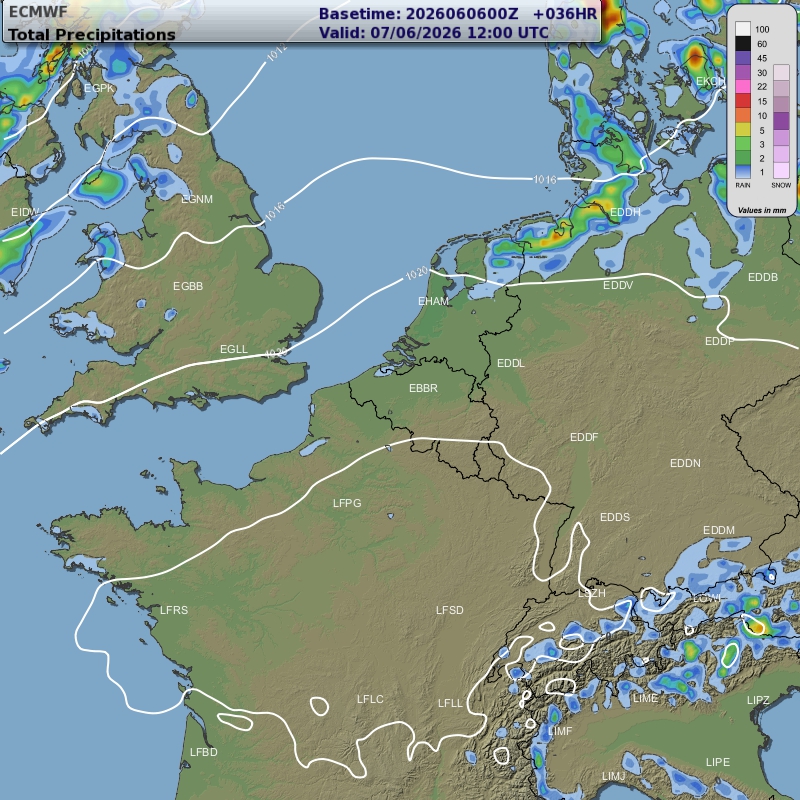 ECMWF
Basetime: 2026060600Z +036HR
Total Precipitations
Valid: 07/06/2026 12:00 UTC
100
60
45
30
22
15
10
5
3
2
1
RAIN
SNOW
Values in mm
1012
EGPK
EKCH
1016
EGNM
1016
EIDW
EDDH
1020
EGBB
EDDV
EDDB
EHAM
EDDP
EGLL
EDDL
EBBR
EDDF
EDDN
LFPG
EDDS
EDDM
LSZH
LOWI
LFRS
LFSD
LFLC
LFLL
LIME
LIPZ
LIMF
LFBD
LIPE
LIMJ